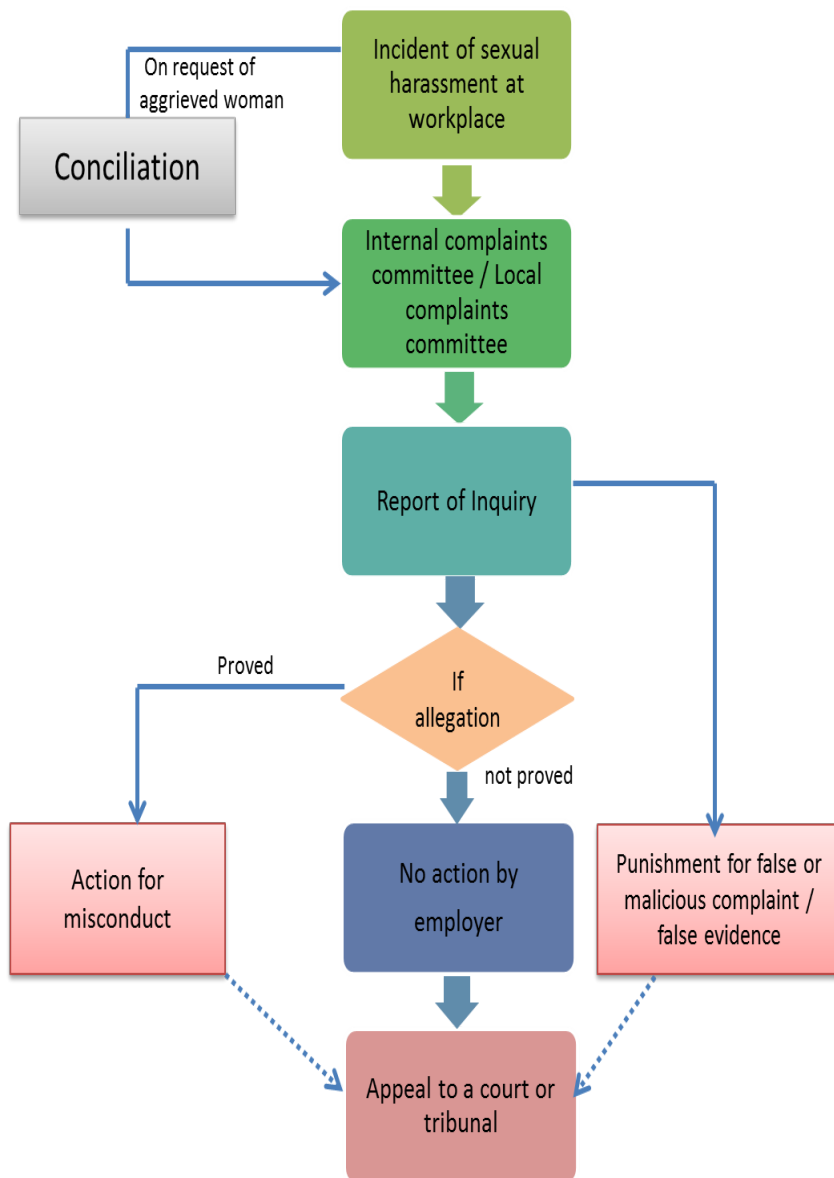 On request of
aggrieved woman
Incident of sexual
harassment at
workplace
Conciliation
Internal complaints
committee / Local
complaints
committee
Report of Inquiry
Proved
If
allegation
not proved
Action for
misconduct
No action by
employer
Punishment for false or
malicious complaint /
false evidence
Appeal to a court or
tribunal